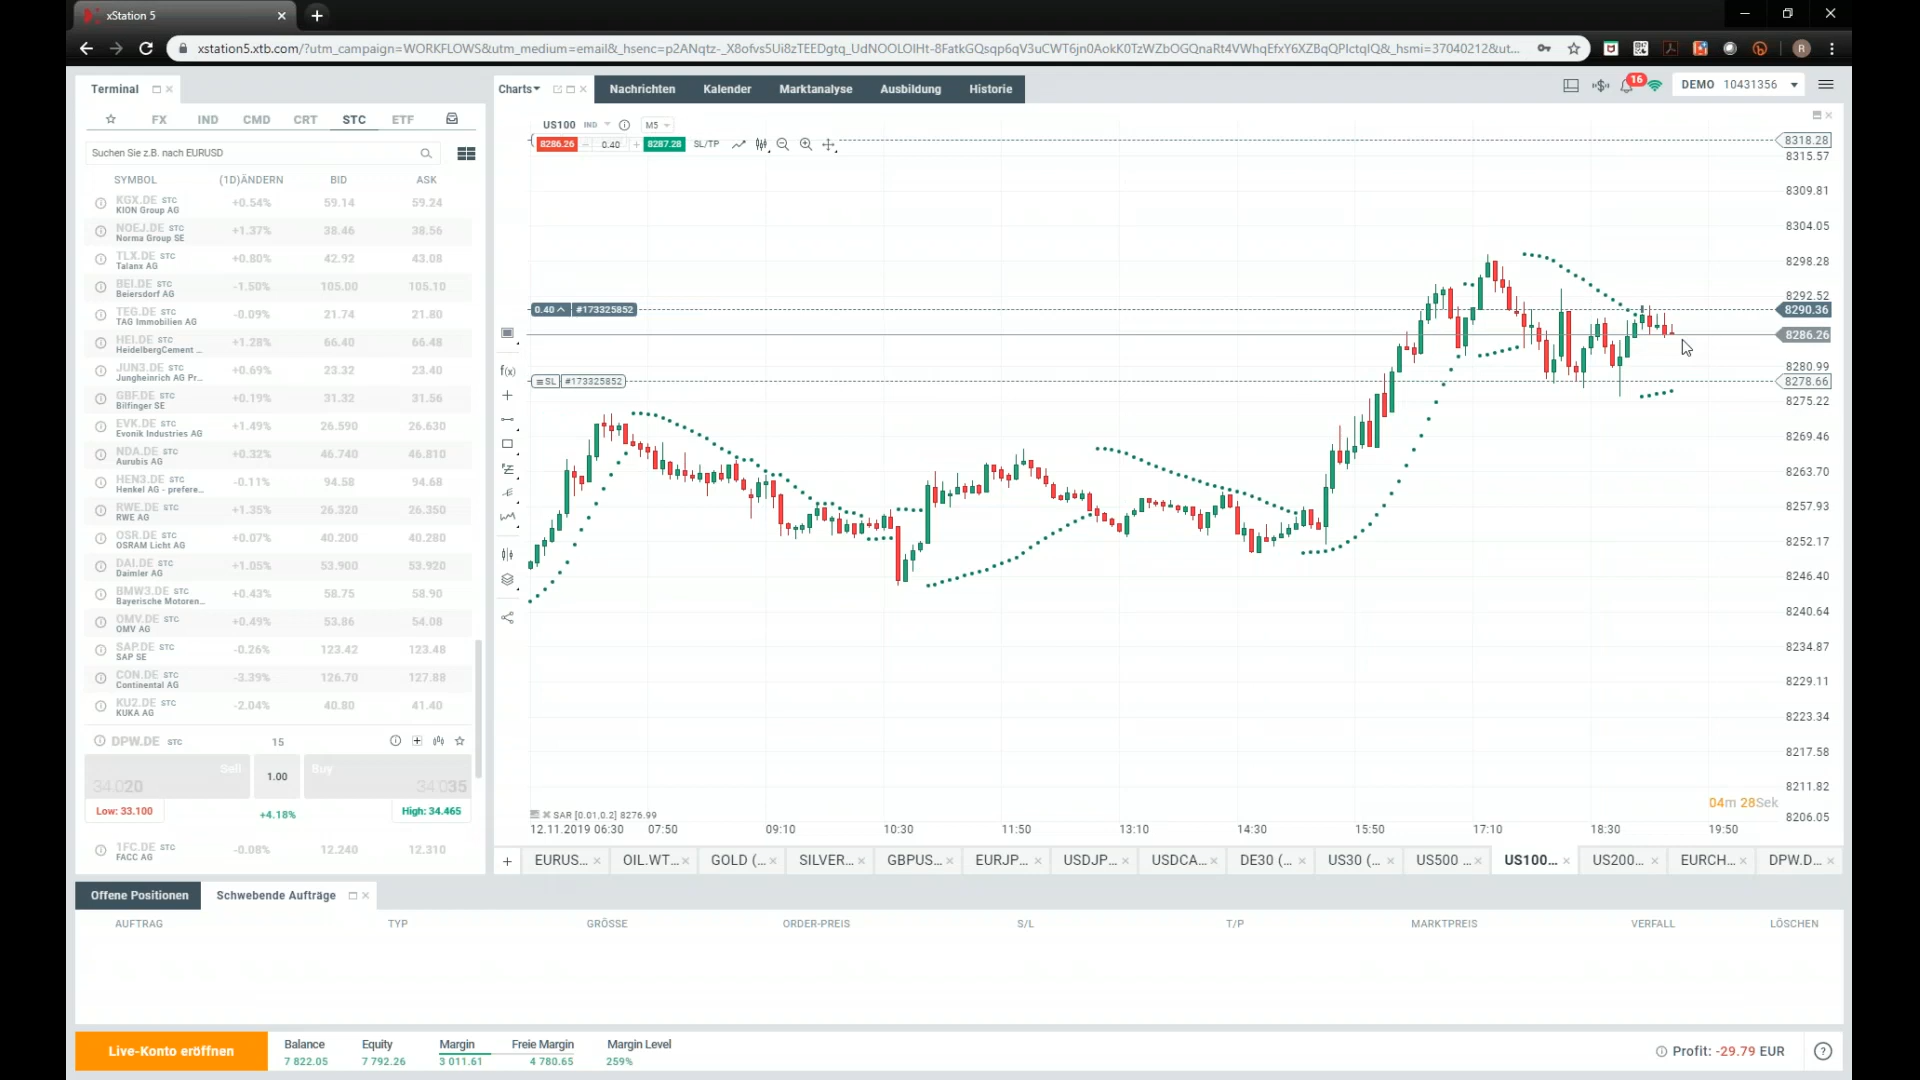 xStation 5
xstation5.xtb.com/?utm_campaign=WORKFLOWS&utm_medium=email&_hsenc=p2ANqtz-_X8ofvs5Ui8zTEEDgtq_UdNOOLOIHt-8FatkGQsqp6qV3uCWT6jn0AokK0TzWZbOGQnaRt4VWhqEfxY6XZBqQPIctqIQ&_hsmi=37040212&ut...
R
Terminal
Charts
Nachrichten
Kalender
Marktanalyse
Ausbildung
Historie
16
DEMO 10431356
FX IND CMD CRT STC ETF
Suchen Sie z.B. nach EURUSD
SYMBOL (1D)ÄNDERN BID ASK
KGX.DE STC +0.54% 59.14 59.24
KION Group AG
NOEJ.DE STC +1.37% 38.46 38.56
Norma Group SE
TLX.DE STC +0.80% 42.92 43.08
Talanx AG
BEI.DE STC -1.50% 105.00 105.10
Beiersdorf AG
TEG.DE STC -0.09% 21.74 21.80
TAG Immobilien AG
HEI.DE STC +1.28% 66.40 66.48
HeidelbergCement ...
JUN3.DE STC +0.69% 23.32 23.40
Jungheinrich AG Pr...
GBF.DE STC +0.19% 31.32 31.56
Bilfinger SE
EVK.DE STC +1.49% 26.590 26.630
Evonik Industries AG
NDA.DE STC +0.32% 46.740 46.810
Aurubis AG
HEN3.DE STC -0.11% 94.58 94.68
Henkel AG - prefere...
RWE.DE STC +1.35% 26.320 26.350
RWE AG
OSR.DE STC +0.07% 40.200 40.280
OSRAM Licht AG
DAI.DE STC +1.05% 53.900 53.920
Daimler AG
BMW3.DE STC +0.43% 58.75 58.90
Bayerische Motoren...
OMV.DE STC +0.49% 53.86 54.08
OMV AG
SAP.DE STC -0.26% 123.42 123.48
SAP SE
CON.DE STC -3.39% 126.70 127.88
Continental AG
KU2.DE STC -2.04% 40.80 41.40
KUKA AG
DPW.DE STC 15
Sell 1.00 Buy
34.020 34.035
Low: 33.100 +4.18% High: 34.465
1FC.DE STC -0.08% 12.240 12.310
FACC AG
US100 IND M5
8286.26 0.40 8287.28 SL/TP
0.40 #173325852
SL #173325852
f(x)
8318.28
8315.57
8309.81
8304.05
8298.28
8292.52
8290.36
8286.26
8280.99
8278.66
8275.22
8269.46
8263.70
8257.93
8252.17
8246.40
8240.64
8234.87
8229.11
8223.34
8217.58
8211.82
8206.05
04m 28Sek
SAR [0.01,0.2] 8276.99
12.11.2019 06:30 07:50 09:10 10:30 11:50 13:10 14:30 15:50 17:10 18:30 19:50
EURUS... OIL.WT... GOLD (... SILVER... GBPUS... EURJP... USDJP... USDCA... DE30 (... US30 (... US500 ... US100... US200... EURCH... DPW.D...
Offene Positionen
Schwebende Aufträge
AUFTRAG TYP GRÖSSE ORDER-PREIS S/L T/P MARKTPREIS VERFALL LÖSCHEN
Live-Konto eröffnen
Balance Equity Margin Freie Margin Margin Level
7 822.05 7 792.26 3 011.61 4 780.65 259%
Profit: -29.79 EUR